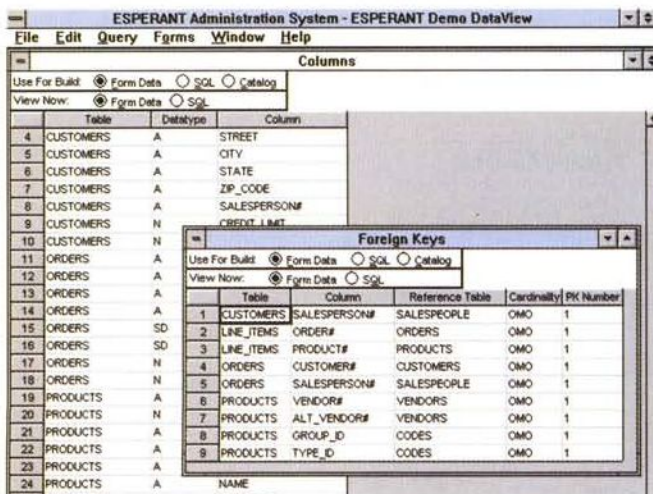 ESPERANT Administration System - ESPERANT Demo DataView
File Edit Query Forms Window Help
Columns
Use For Build: Form Data SQL Catalog
View Now: Form Data SQL
Table Datatype Column
4 CUSTOMERS A STREET
5 CUSTOMERS A CITY
6 CUSTOMERS A STATE
7 CUSTOMERS A ZIP_CODE
8 CUSTOMERS A SALESPERSON#
9 CUSTOMERS N CREDIT_LIMIT
10 CUSTOMERS N
11 ORDERS A
12 ORDERS A
13 ORDERS A
14 ORDERS A
15 ORDERS SD
16 ORDERS SD
17 ORDERS N
18 ORDERS N
19 PRODUCTS A
20 PRODUCTS N
21 PRODUCTS A
22 PRODUCTS A
23 PRODUCTS A
24 PRODUCTS A NAME
Foreign Keys
Use For Build: Form Data SQL Catalog
View Now: Form Data SQL
Table Column Reference Table Cardinality PK Number
1 CUSTOMERS SALESPERSON# SALESPEOPLE OMO 1
2 LINE_ITEMS ORDER# ORDERS OMO 1
3 LINE_ITEMS PRODUCT# PRODUCTS OMO 1
4 ORDERS CUSTOMER# CUSTOMERS OMO 1
5 ORDERS SALESPERSON# SALESPEOPLE OMO 1
6 PRODUCTS VENDOR# VENDORS OMO 1
7 PRODUCTS ALT_VENDOR# VENDORS OMO 1
8 PRODUCTS GROUP_ID CODES OMO 1
9 PRODUCTS TYPE_ID CODES OMO 1